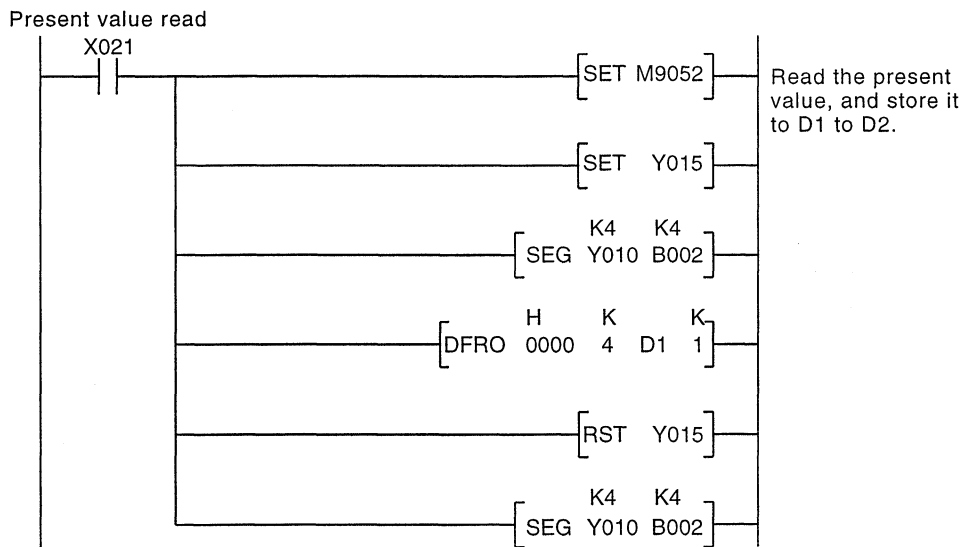 Present value read
X021
SET M9052
Read the present
value, and store it
to D1 to D2.
SET Y015
K4 K4
SEG Y010 B002
H K K
DFRO 0000 4 D1 1
RST Y015
K4 K4
SEG Y010 B002